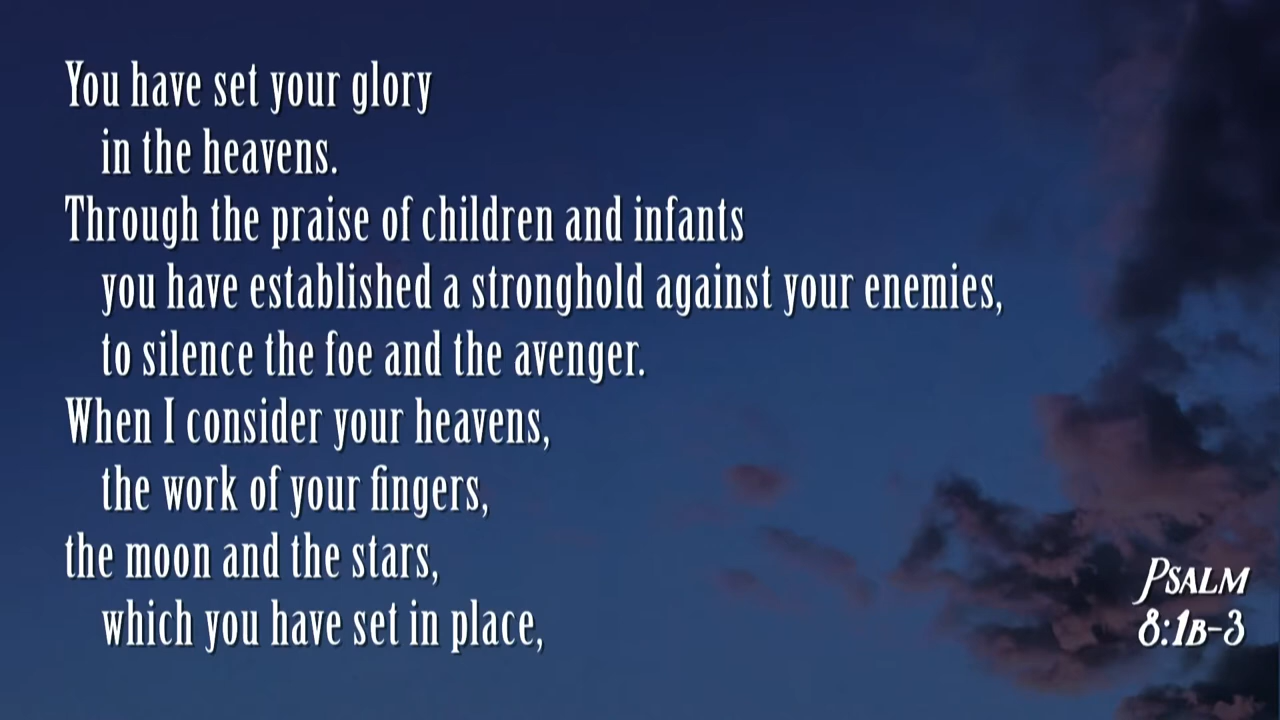 You have set your glory
in the heavens.
Through the praise of children and infants
you have established a stronghold against your enemies,
to silence the foe and the avenger.
When I consider your heavens,
the work of your fingers,
the moon and the stars,
which you have set in place,
Psalm
8:1b-3